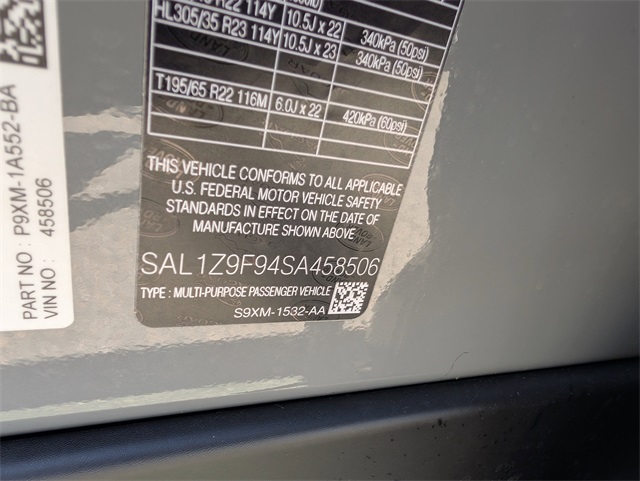 R22 114Y 10.5J x 22 340kPa (50psi)
HL305/35 R23 114Y 10.5J x 23 340kPa (50psi)
T195/65 R22 116M 6.0J x 22 420kPa (60psi)
THIS VEHICLE CONFORMS TO ALL APPLICABLE
U.S. FEDERAL MOTOR VEHICLE SAFETY
STANDARDS IN EFFECT ON THE DATE OF
MANUFACTURE SHOWN ABOVE
SAL1Z9F94SA458506
TYPE : MULTI-PURPOSE PASSENGER VEHICLE
S9XM-1532-AA
PART NO : P9XM-1A552-BA
VIN NO : 458506